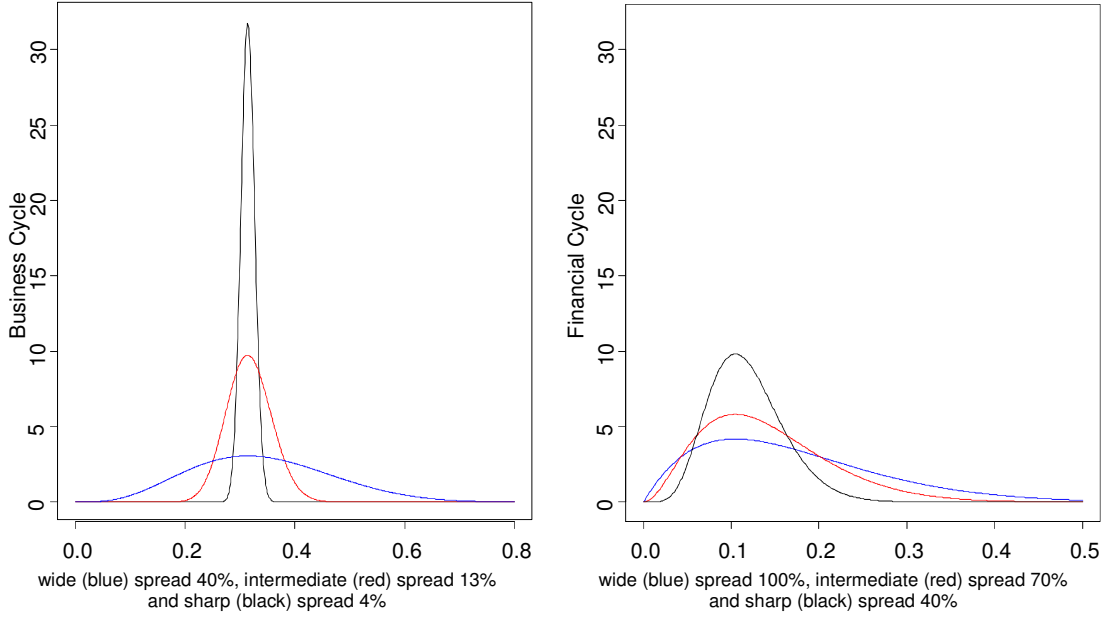 Business Cycle
0 5 10 15 20 25 30
0.0 0.2 0.4 0.6 0.8
wide (blue) spread 40%, intermediate (red) spread 13%
and sharp (black) spread 4%
Financial Cycle
0 5 10 15 20 25 30
0.0 0.1 0.2 0.3 0.4 0.5
wide (blue) spread 100%, intermediate (red) spread 70%
and sharp (black) spread 40%